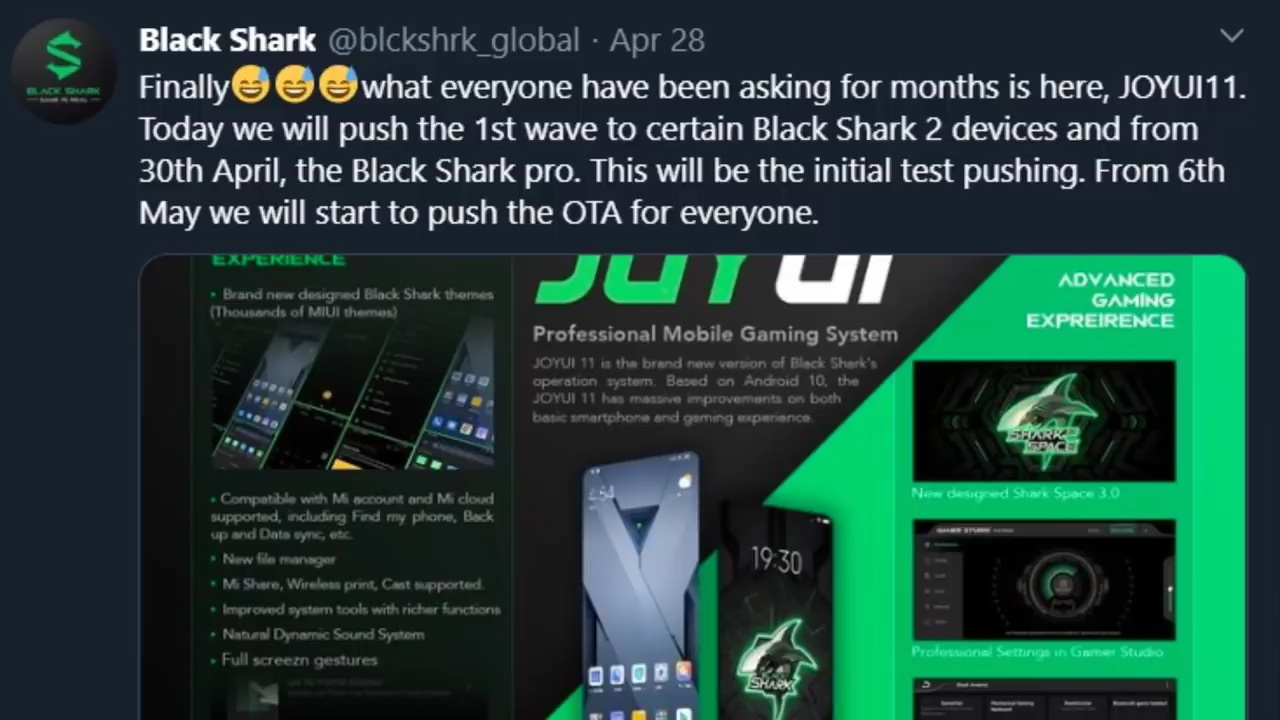 Black Shark @blckshrk_global · Apr 28
Finally😅😅😅what everyone have been asking for months is here, JOYUI11.
Today we will push the 1st wave to certain Black Shark 2 devices and from
30th April, the Black Shark pro. This will be the initial test pushing. From 6th
May we will start to push the OTA for everyone.
BLACK SHARK
EXPERIENCE
• Brand new designed Black Shark themes
(Thousands of MIUI themes)
• Compatible with Mi account and Mi cloud
supported, including Find my phone, Back
up and Data sync, etc.
• New file manager
• Mi Share, Wireless print, Cast supported.
• Improved system tools with richer functions
• Natural Dynamic Sound System
• Full screezn gestures
JOYUI
Professional Mobile Gaming System
JOYUI 11 is the brand new version of Black Shark's
operation system. Based on Android 10, the
JOYUI 11 has massive improvements on both
basic smartphone and gaming experience.
4:54
19:30
SHARK
ADVANCED
GAMING
EXPREIRENCE
SHARK
SPACE
New designed Shark Space 3.0
GAMER STUDIO
Professional Settings in Gamer Studio